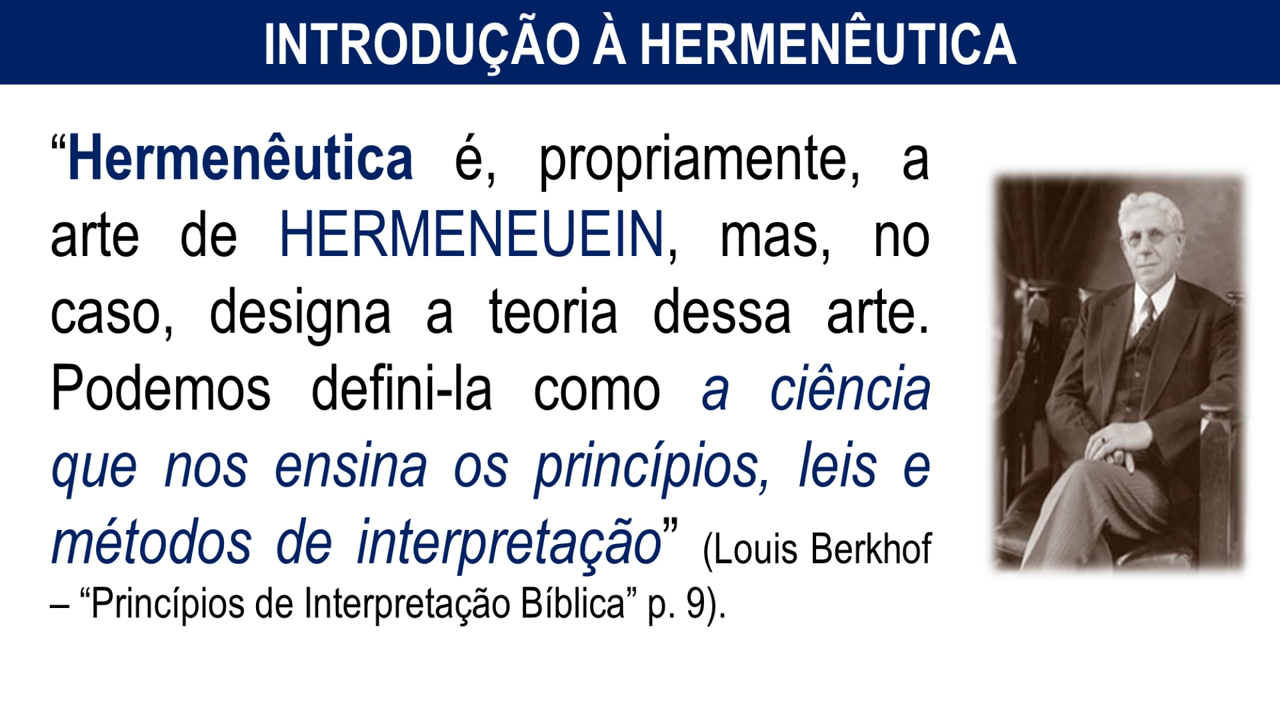 INTRODUÇÃO À HERMENÊUTICA
“Hermenêutica é, propriamente, a
arte de HERMENEUEIN, mas, no
caso, designa a teoria dessa arte.
Podemos defini-la como a ciência
que nos ensina os princípios, leis e
métodos de interpretação” (Louis Berkhof
– “Princípios de Interpretação Bíblica” p. 9).